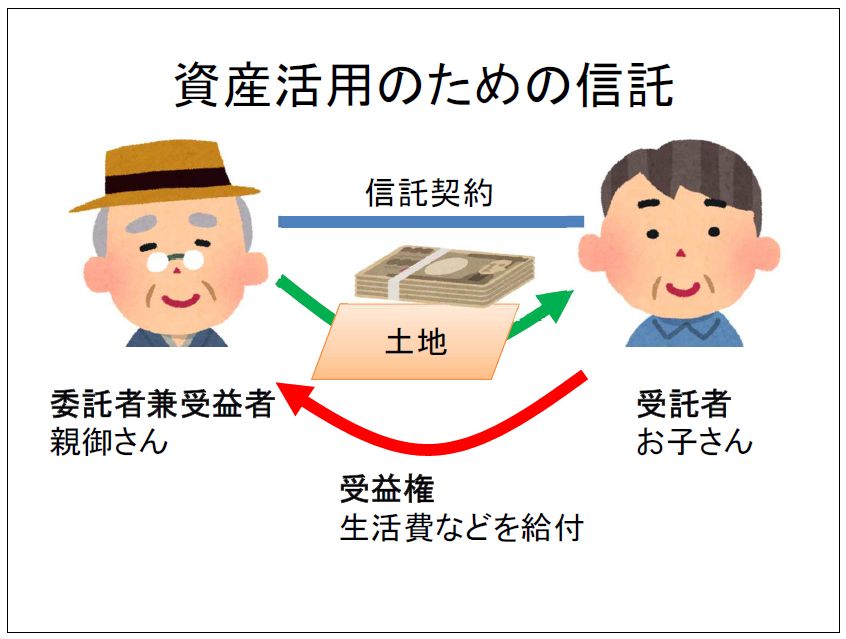 資産活用のための信託
信託契約
土地
委託者兼受益者
親御さん
受託者
お子さん
受益権
生活費などを給付